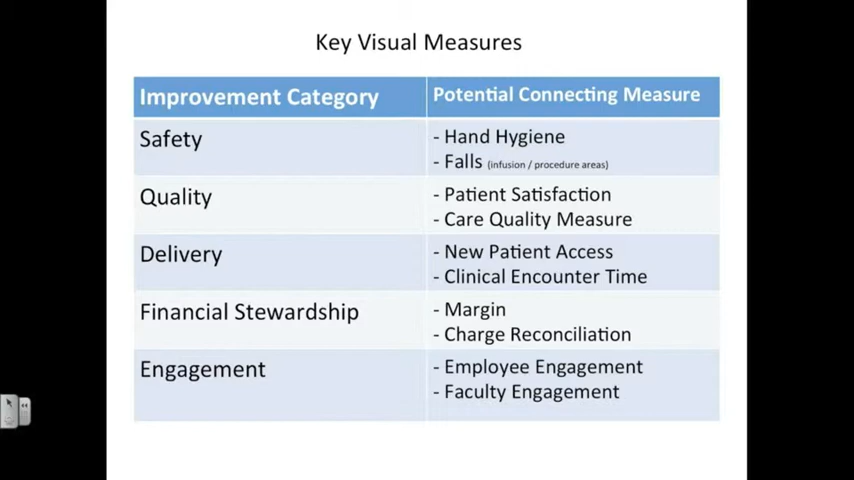 Key Visual Measures
Improvement Category
Potential Connecting Measure
Safety
- Hand Hygiene
- Falls (infusion / procedure areas)
Quality
- Patient Satisfaction
- Care Quality Measure
Delivery
- New Patient Access
- Clinical Encounter Time
Financial Stewardship
- Margin
- Charge Reconciliation
Engagement
- Employee Engagement
- Faculty Engagement